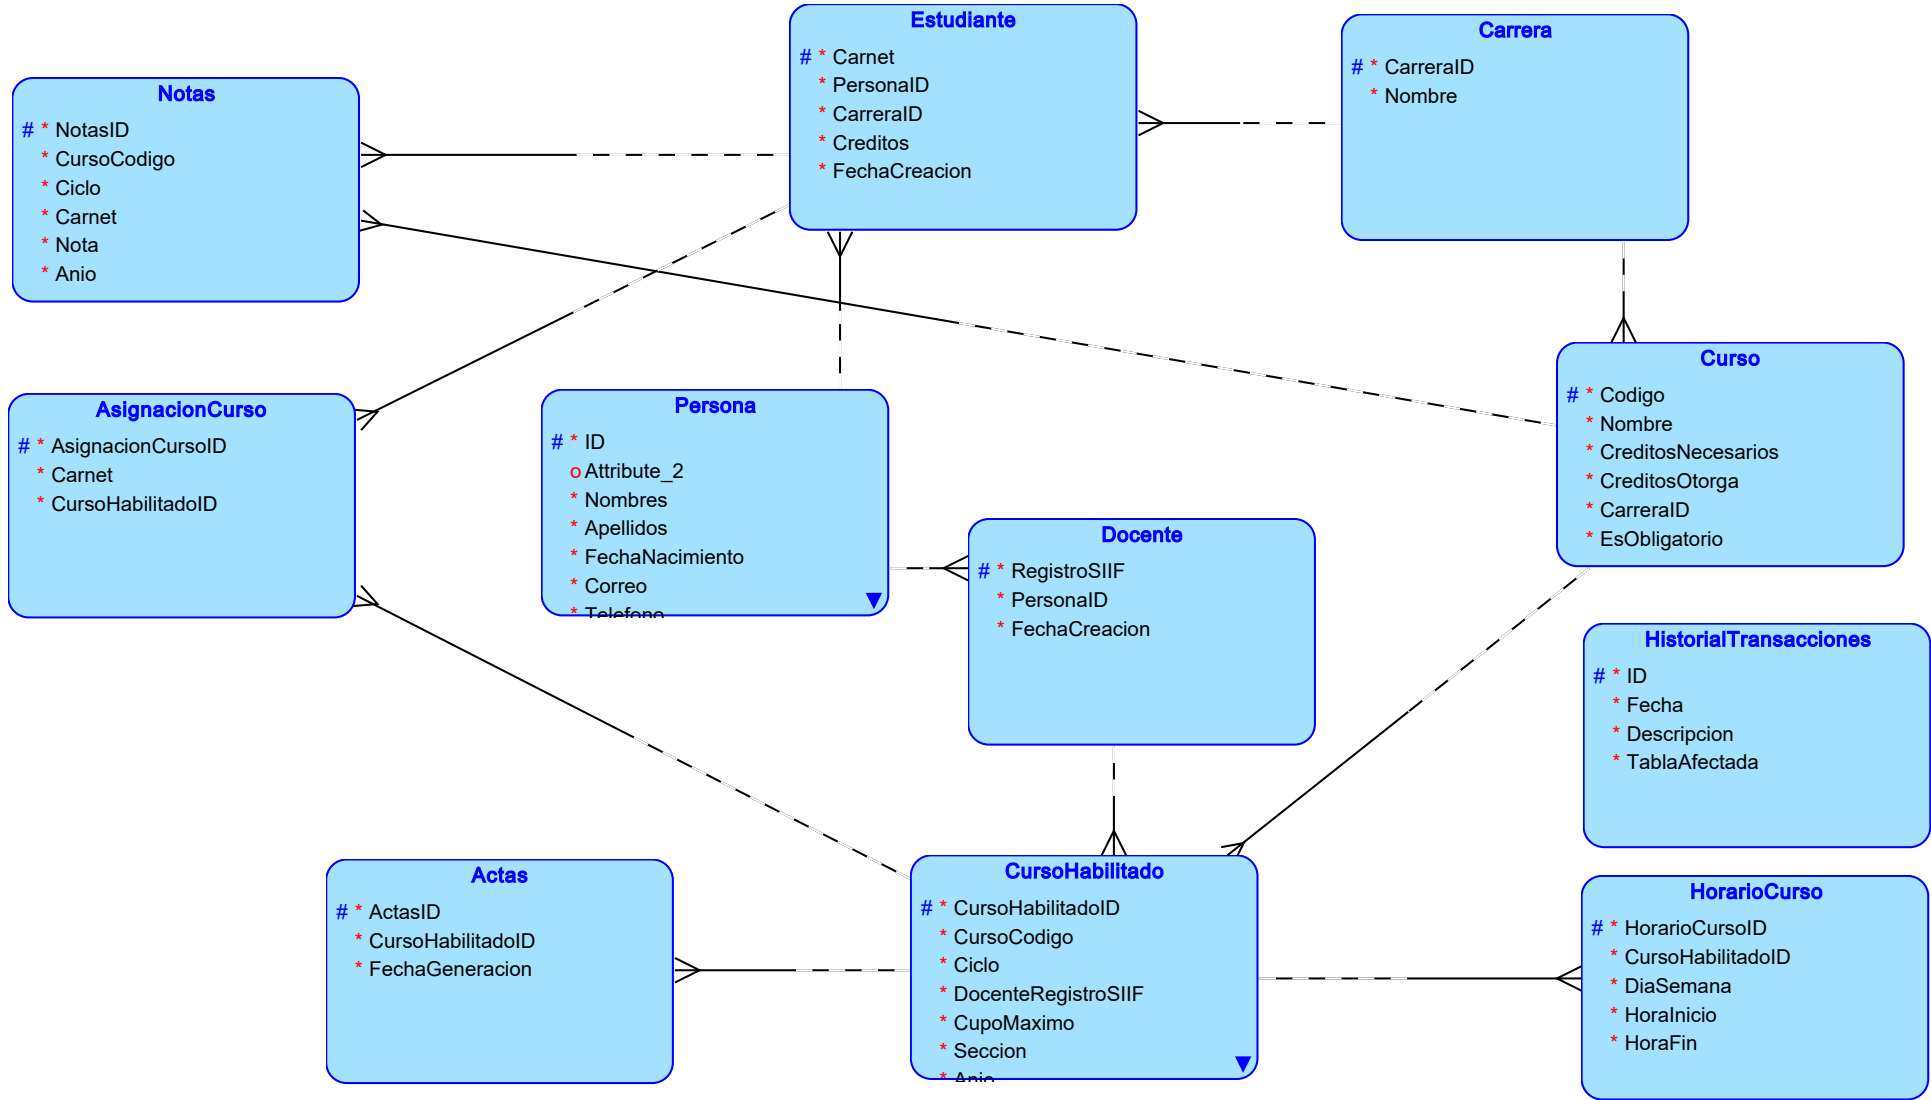 Estudiante
# * Carnet
* PersonaID
* CarreraID
* Creditos
* FechaCreacion
Carrera
# * CarreraID
* Nombre
Notas
# * NotasID
* CursoCodigo
* Ciclo
* Carnet
* Nota
* Anio
AsignacionCurso
# * AsignacionCursoID
* Carnet
* CursoHabilitadoID
Persona
# * ID
o Attribute_2
* Nombres
* Apellidos
* FechaNacimiento
* Correo
* Telefono
Curso
# * Codigo
* Nombre
* CreditosNecesarios
* CreditosOtorga
* CarreraID
* EsObligatorio
Docente
# * RegistroSIIF
* PersonaID
* FechaCreacion
HistorialTransacciones
# * ID
* Fecha
* Descripcion
* TablaAfectada
Actas
# * ActasID
* CursoHabilitadoID
* FechaGeneracion
CursoHabilitado
# * CursoHabilitadoID
* CursoCodigo
* Ciclo
* DocenteRegistroSIIF
* CupoMaximo
* Seccion
* Anio
HorarioCurso
# * HorarioCursoID
* CursoHabilitadoID
* DiaSemana
* HoraInicio
* HoraFin